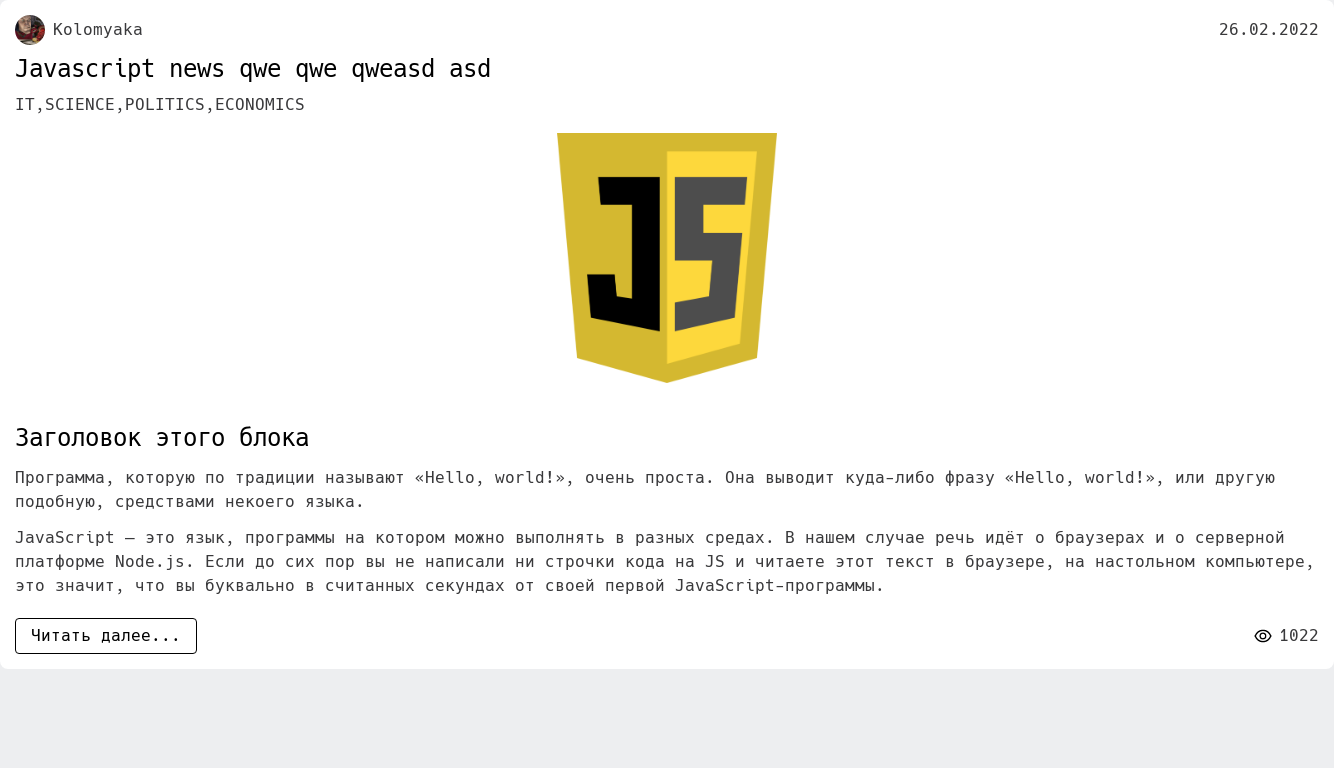 Kolomyaka
26.02.2022
Javascript news qwe qwe qweasd asd
IT,SCIENCE,POLITICS,ECONOMICS
JS
Заголовок этого блока
Программа, которую по традиции называют «Hello, world!», очень проста. Она выводит куда-либо фразу «Hello, world!», или другую
подобную, средствами некоего языка.
JavaScript — это язык, программы на котором можно выполнять в разных средах. В нашем случае речь идёт о браузерах и о серверной
платформе Node.js. Если до сих пор вы не написали ни строчки кода на JS и читаете этот текст в браузере, на настольном компьютере,
это значит, что вы буквально в считанных секундах от своей первой JavaScript-программы.
Читать далее...
1022